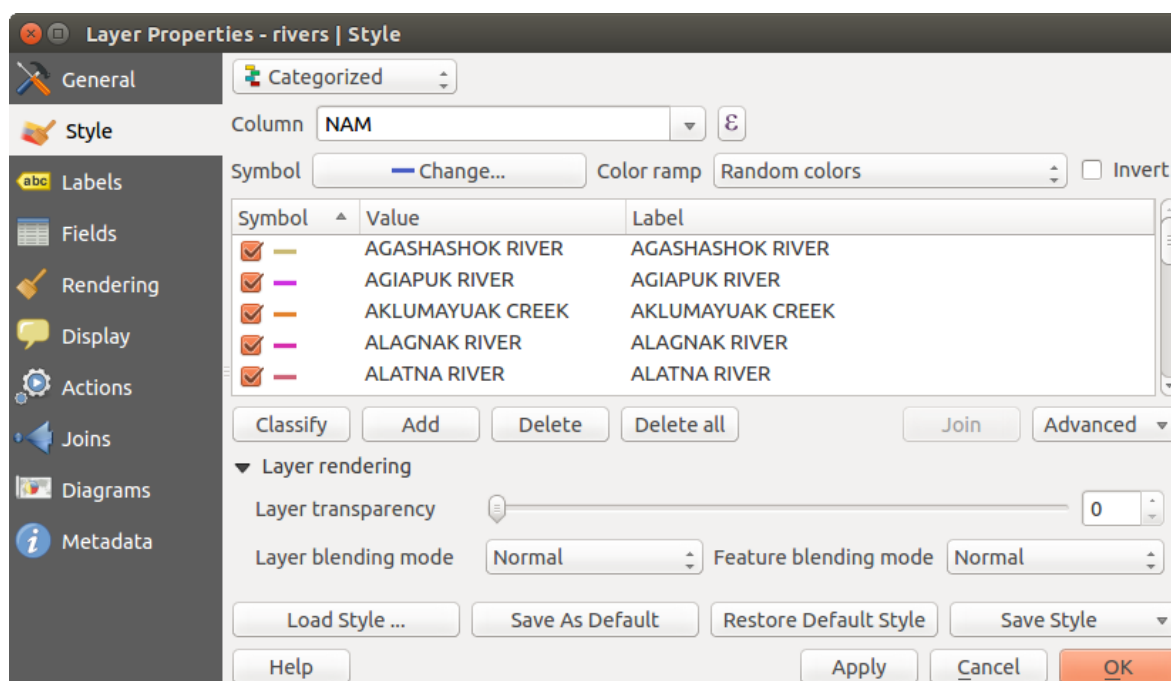 Layer Properties - rivers | Style
General
Style
abc Labels
Fields
Rendering
Display
Actions
Joins
Diagrams
i Metadata
Categorized
Column NAM ε
Symbol Change... Color ramp Random colors Invert
Symbol Value Label
AGASHASHOK RIVER AGASHASHOK RIVER
AGIAPUK RIVER AGIAPUK RIVER
AKLUMAYUAK CREEK AKLUMAYUAK CREEK
ALAGNAK RIVER ALAGNAK RIVER
ALATNA RIVER ALATNA RIVER
Classify Add Delete Delete all Join Advanced
Layer rendering
Layer transparency 0
Layer blending mode Normal Feature blending mode Normal
Load Style ... Save As Default Restore Default Style Save Style
Help Apply Cancel OK